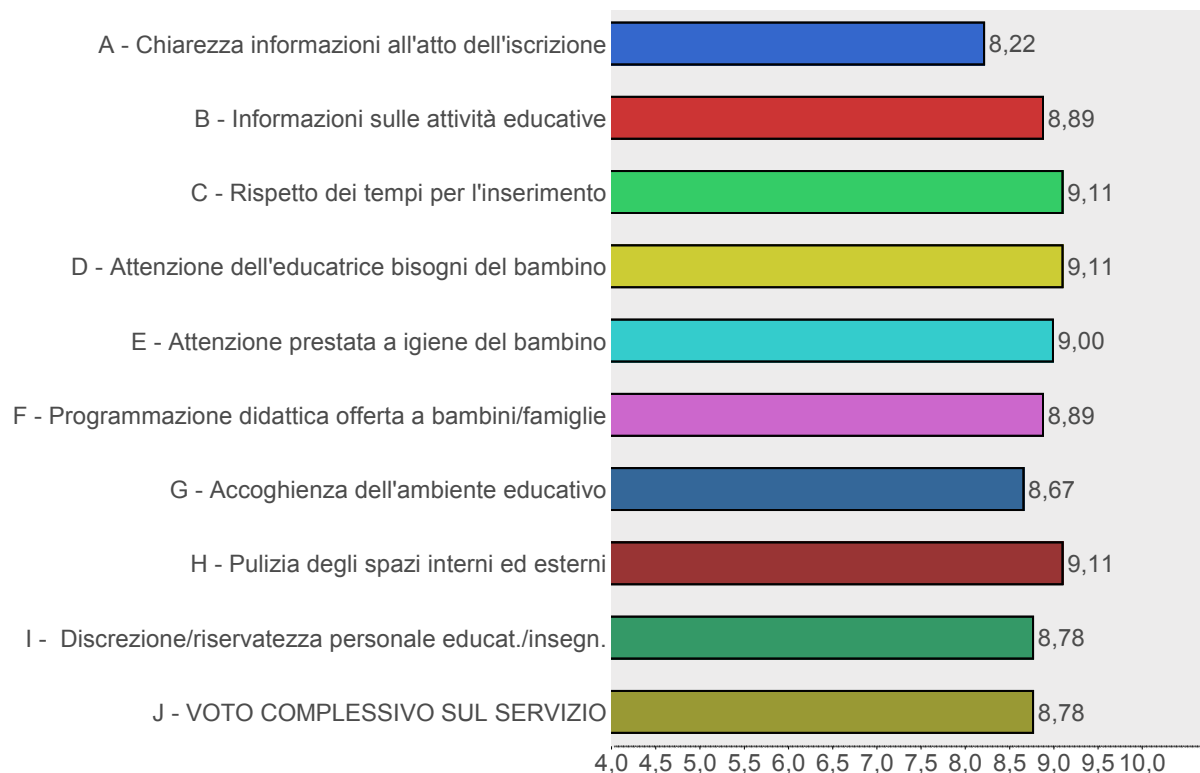 A - Chiarezza informazioni all'atto dell'iscrizione 8,22
B - Informazioni sulle attività educative 8,89
C - Rispetto dei tempi per l'inserimento 9,11
D - Attenzione dell'educatrice bisogni del bambino 9,11
E - Attenzione prestata a igiene del bambino 9,00
F - Programmazione didattica offerta a bambini/famiglie 8,89
G - Accoghienza dell'ambiente educativo 8,67
H - Pulizia degli spazi interni ed esterni 9,11
I - Discrezione/riservatezza personale educat./insegn. 8,78
J - VOTO COMPLESSIVO SUL SERVIZIO 8,78
4,0 4,5 5,0 5,5 6,0 6,5 7,0 7,5 8,0 8,5 9,0 9,5 10,0